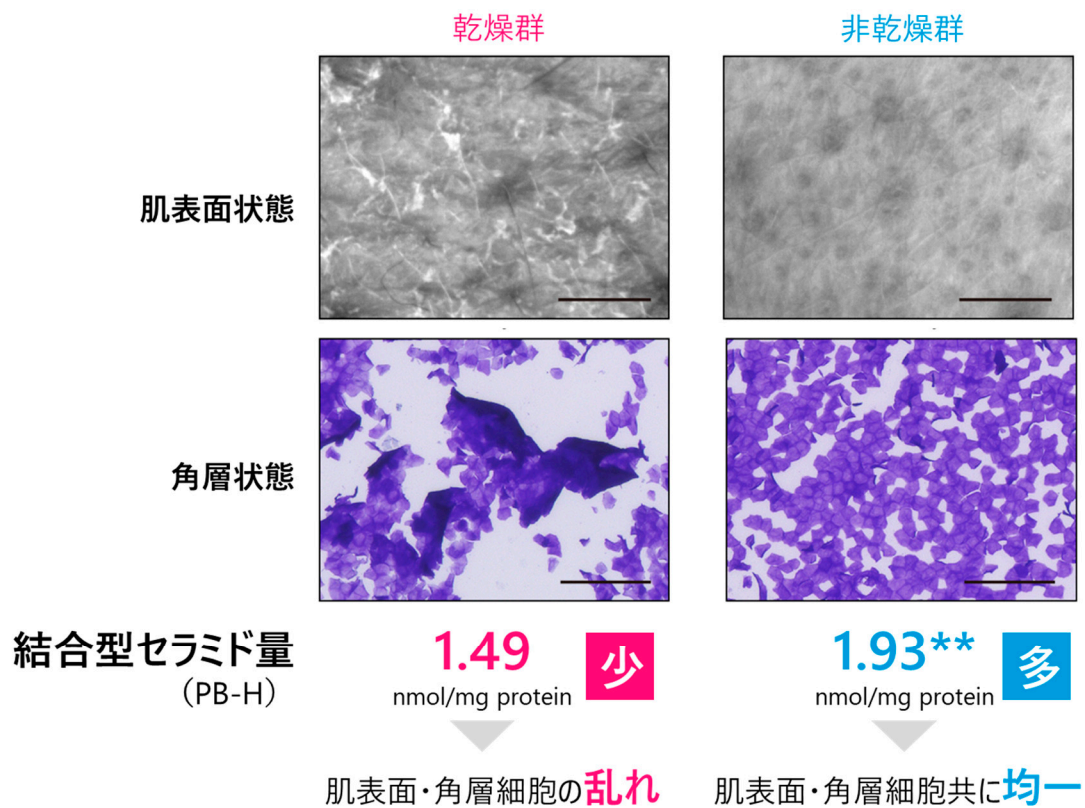 乾燥群 非乾燥群
肌表面状態
角層状態
結合型セラミド量
（PB-H）
1.49 少 1.93** 多
nmol/mg protein nmol/mg protein
肌表面・角層細胞の乱れ 肌表面・角層細胞共に均一